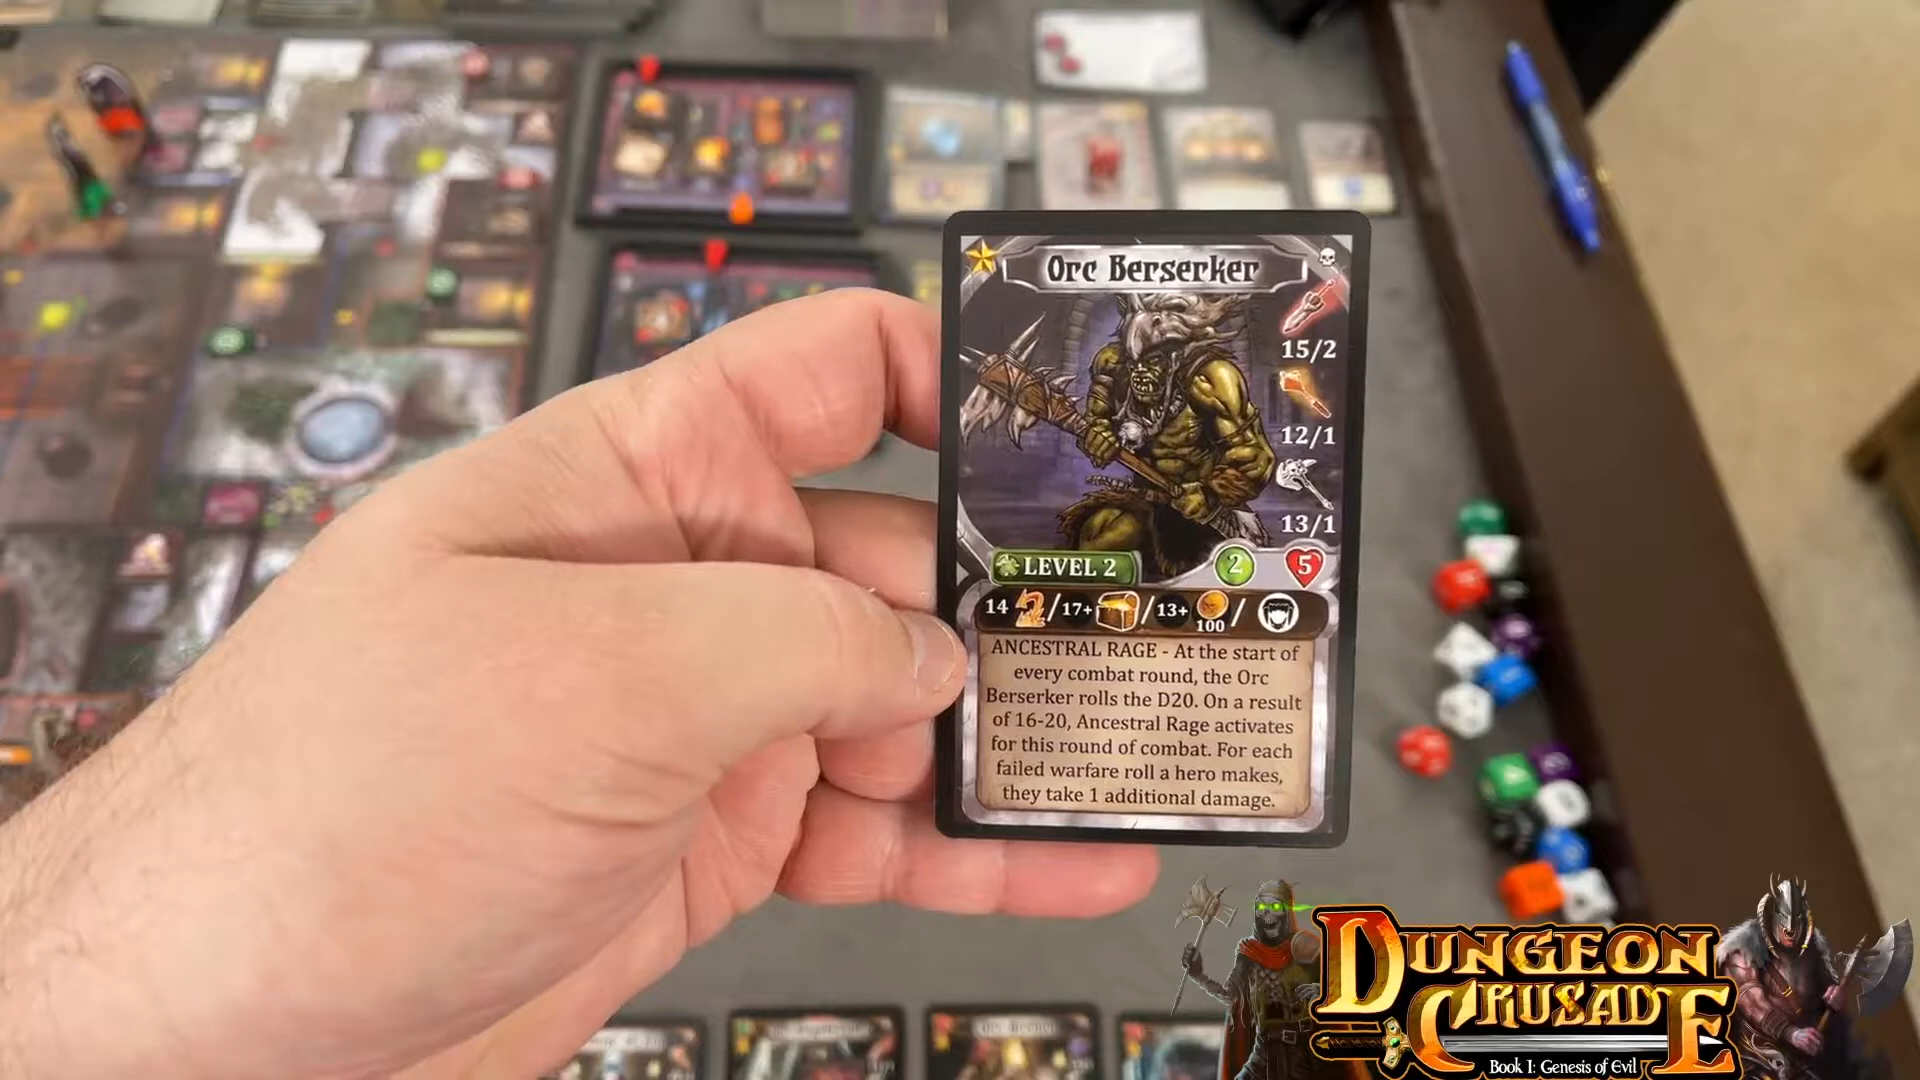 Orc Berserker
15/2
12/1
13/1
LEVEL 2
2
5
14 / 17+ / 13+ 100 /
ANCESTRAL RAGE - At the start of
every combat round, the Orc
Berserker rolls the D20. On a result
of 16-20, Ancestral Rage activates
for this round of combat. For each
failed warfare roll a hero makes,
they take 1 additional damage.
DUNGEON
CRUSADE
Book I: Genesis of Evil